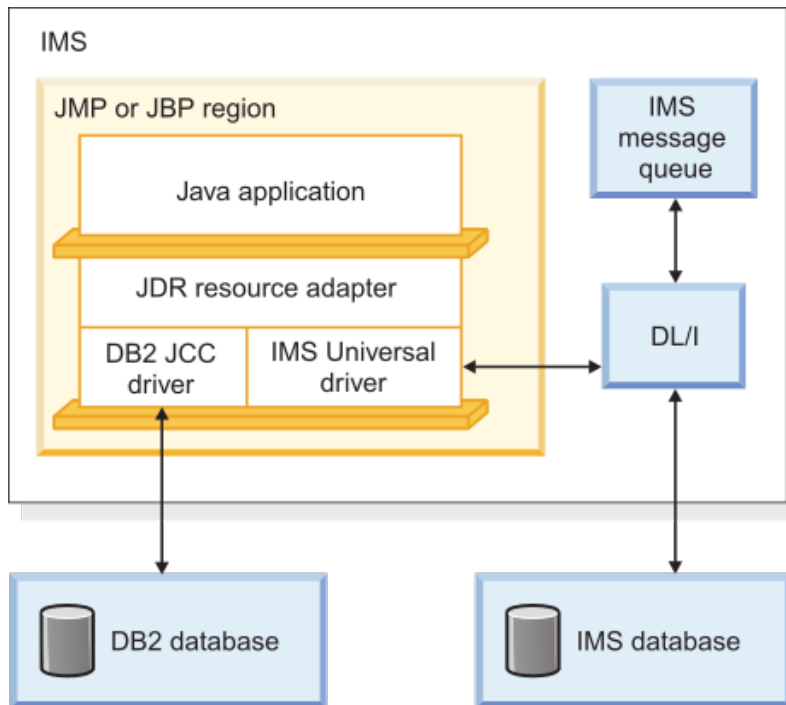 IMS
JMP or JBP region
Java application
JDR resource adapter
DB2 JCC
driver
IMS Universal
driver
IMS
message
queue
DL/I
DB2 database
IMS database